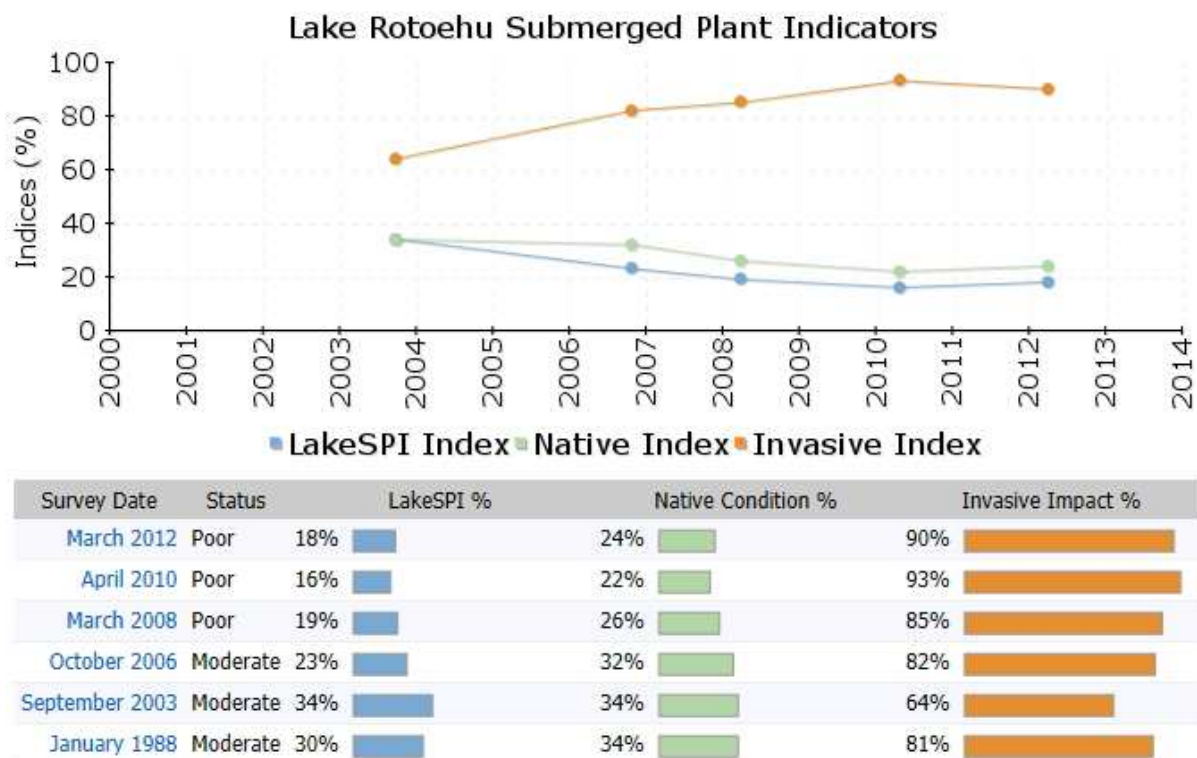 Lake Rotoehu Submerged Plant Indicators
Indices (%)
100
80
60
40
20
0
2000 2001 2002 2003 2004 2005 2006 2007 2008 2009 2010 2011 2012 2013 2014
LakeSPI Index Native Index Invasive Index
Survey Date Status LakeSPI % Native Condition % Invasive Impact %
March 2012 Poor 18% 24% 90%
April 2010 Poor 16% 22% 93%
March 2008 Poor 19% 26% 85%
October 2006 Moderate 23% 32% 82%
September 2003 Moderate 34% 34% 64%
January 1988 Moderate 30% 34% 81%